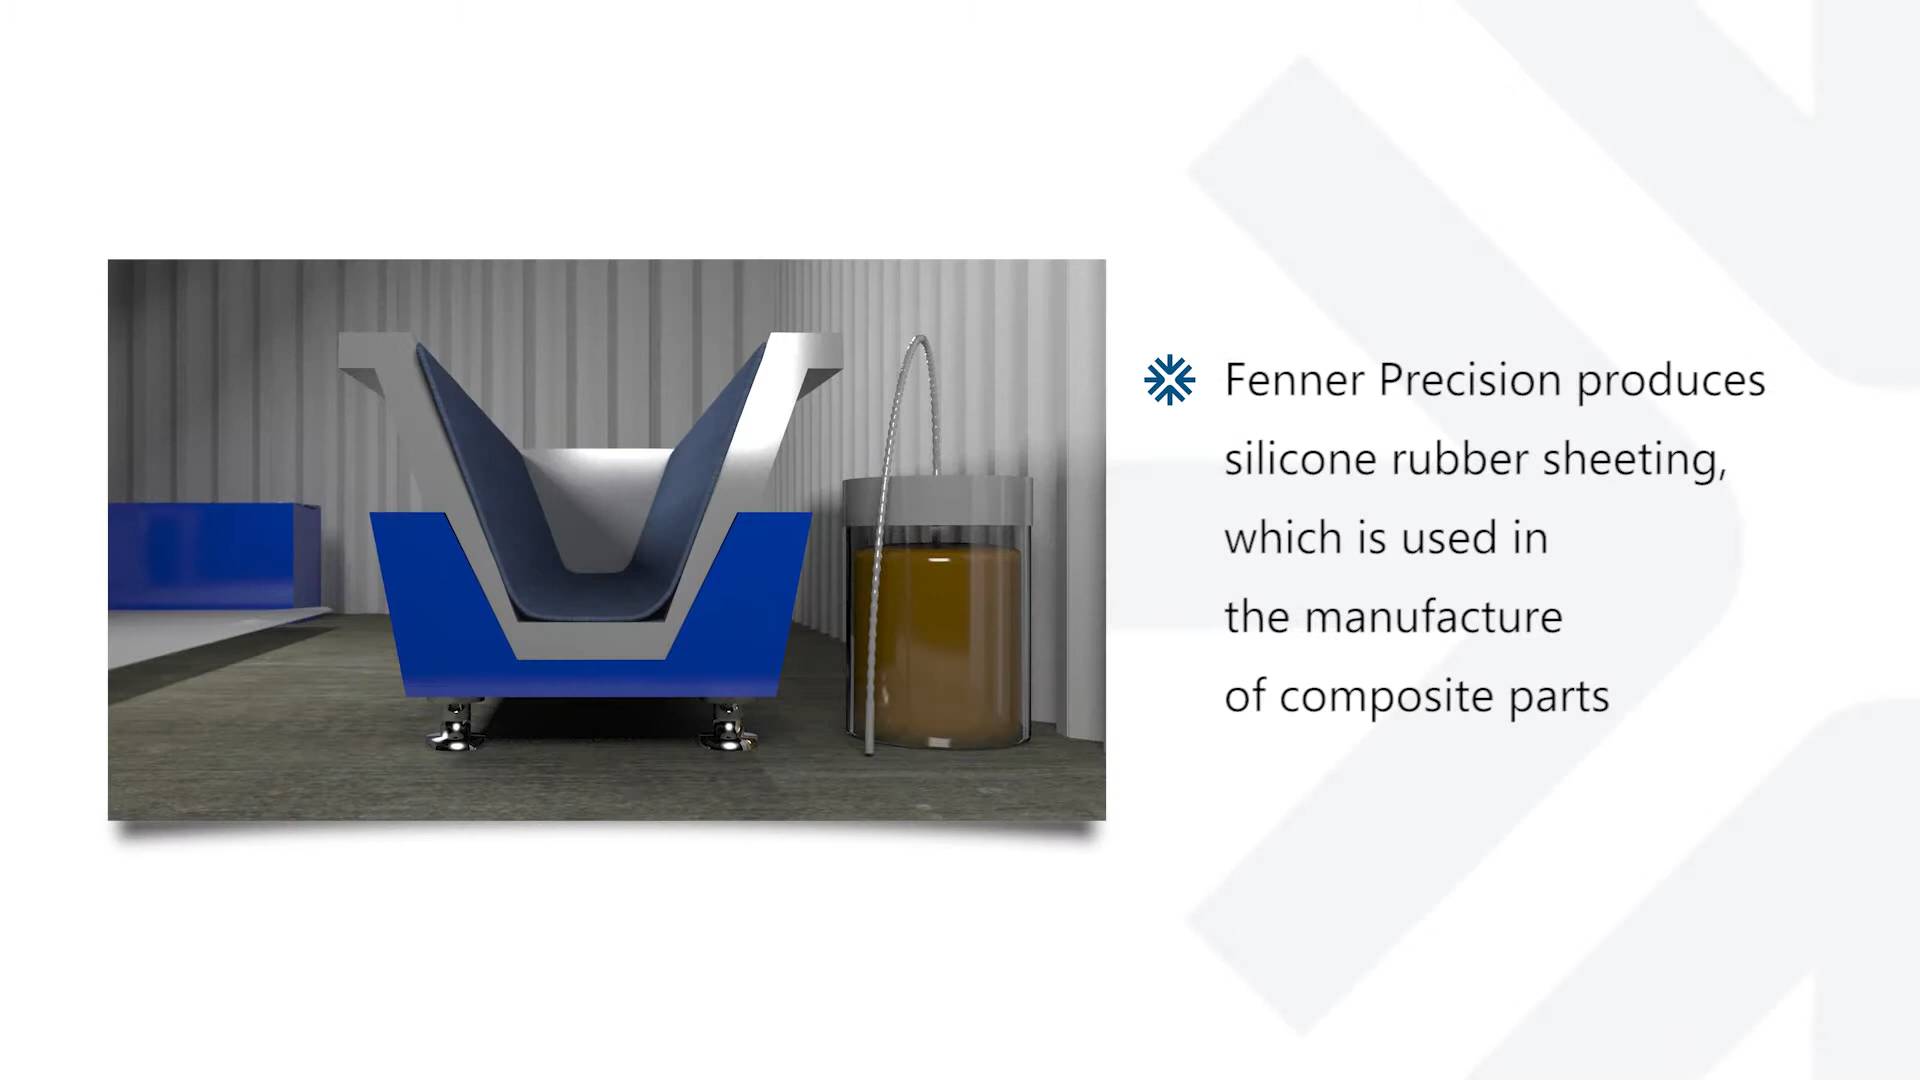 Fenner Precision produces
silicone rubber sheeting,
which is used in
the manufacture
of composite parts